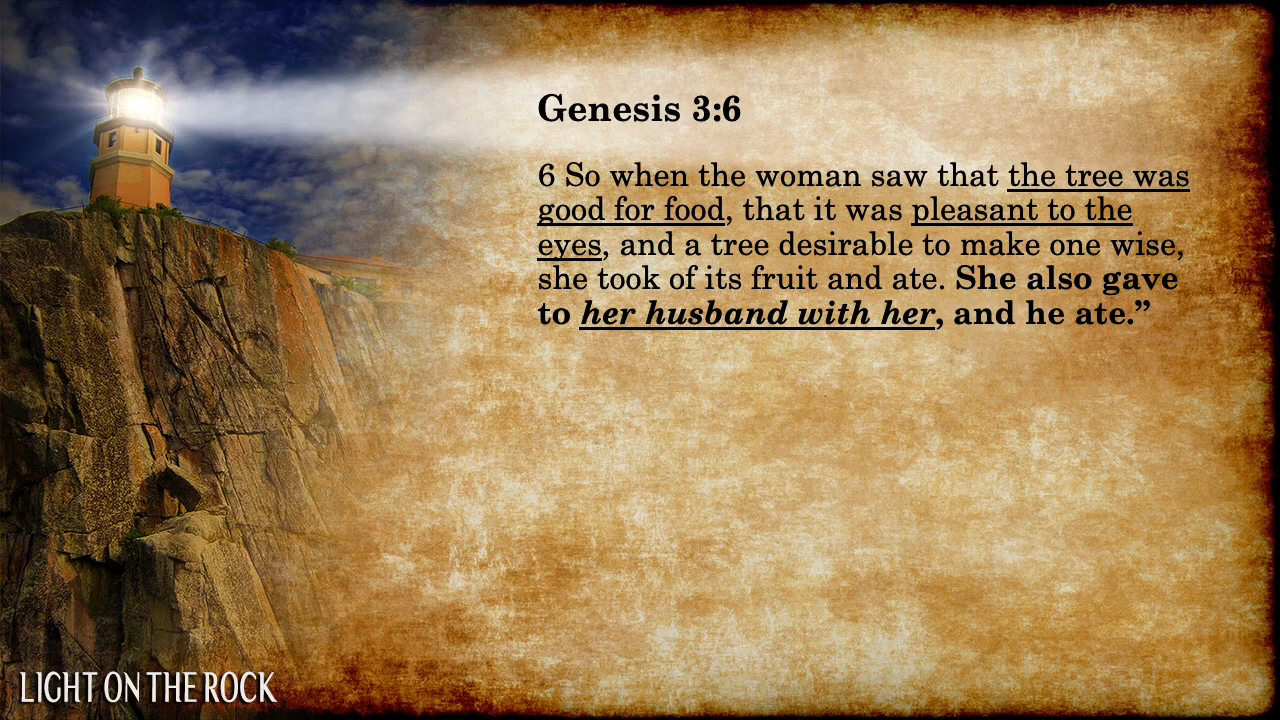 Genesis 3:6
6 So when the woman saw that the tree was
good for food, that it was pleasant to the
eyes, and a tree desirable to make one wise,
she took of its fruit and ate. She also gave
to her husband with her, and he ate.”
LIGHT ON THE ROCK